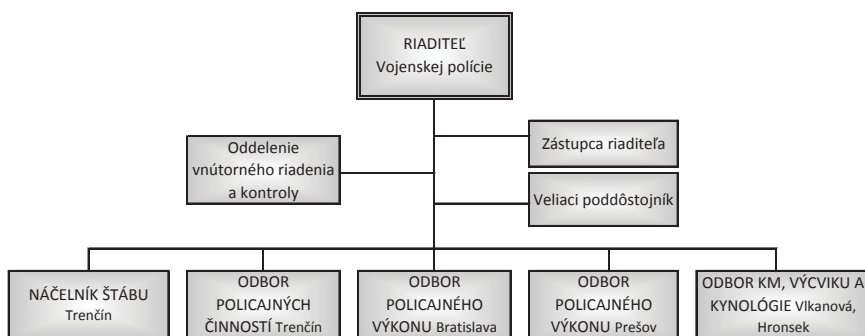 RIADITEĽ
Vojenskej polície
Oddelenie
vnútorného riadenia
a kontroly
Zástupca riaditeľa
Veliaci poddôstojník
NÁČELNÍK ŠTÁBU
Trenčín
ODBOR
POLICAJNÝCH
ČINNOSTÍ Trenčín
ODBOR
POLICAJNÉHO
VÝKONU Bratislava
ODBOR
POLICAJNÉHO
VÝKONU Prešov
ODBOR KM, VÝCVIKU A
KYNOLÓGIE Vlkanová,
Hronsek